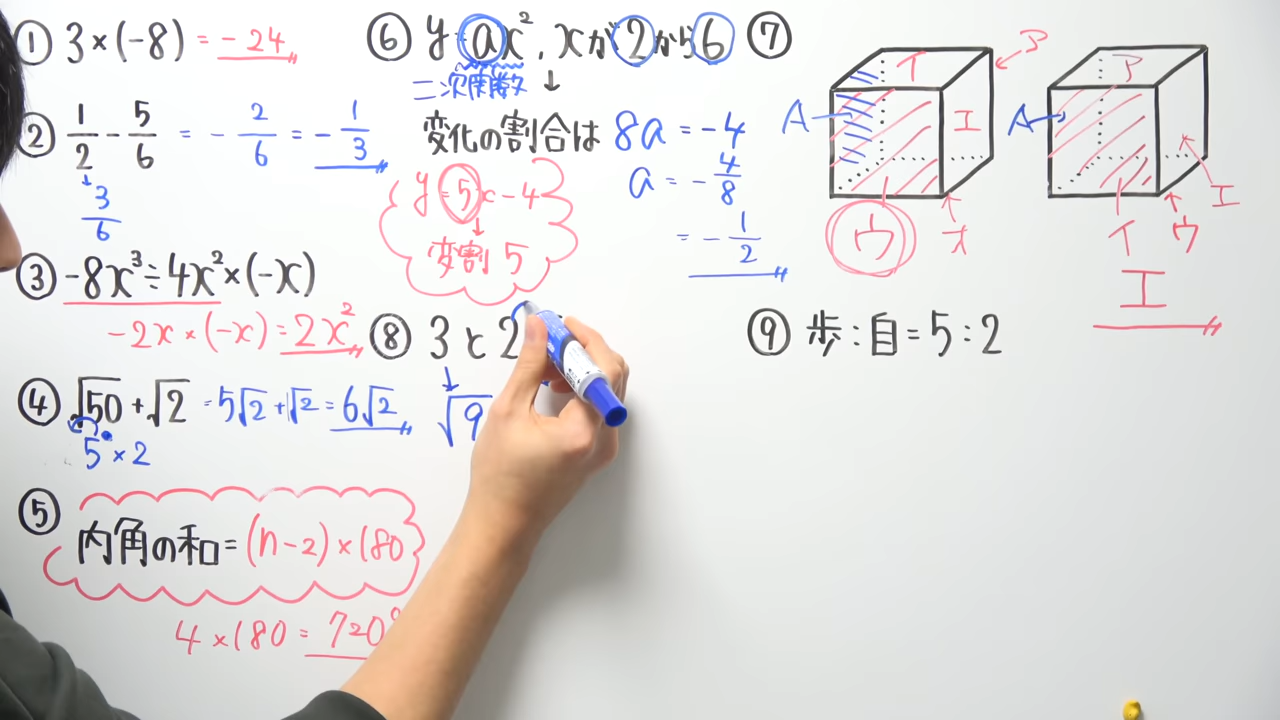 ① 3×(-8) = -24
② 1/2 - 5/6 = - 2/6 = - 1/3
3/6
③ -8x³÷4x²×(-x)
-2x×(-x) = 2x²
④ √50+√2 = 5√2+√2 = 6√2
5²×2
⑤
内角の和=(n-2)×180
4×180 = 720°
⑥ y=ax², xが2から6
二次関数 ↓
変化の割合は 8a = -4
a = - 4/8
= - 1/2
y=5x-4
↓
変割 5
⑦
A イ ア エ
ウ オ
A ア エ
イ ウ
エ
⑧ 3と2
√9
⑨ 歩:自=5:2